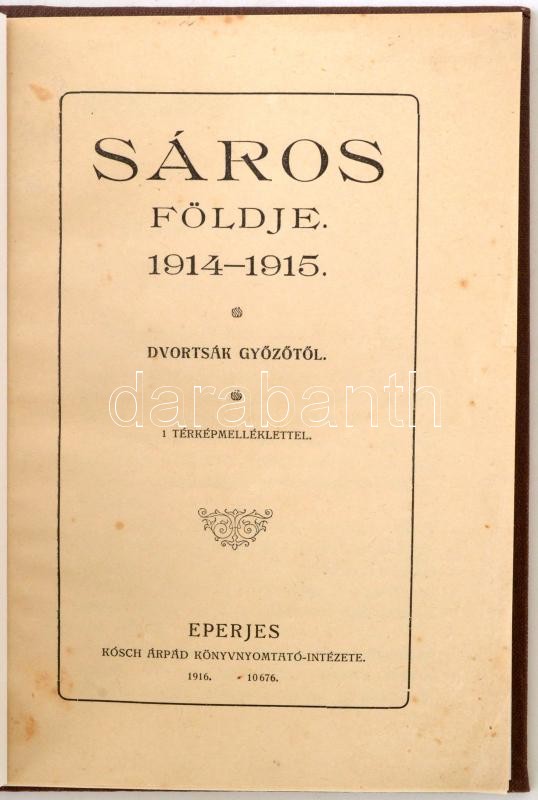 SÁROS
FÖLDJE.
1914–1915.
DVORTSÁK GYŐZŐTŐL.
darabanth
1 TÉRKÉPMELLÉKLETTEL.
EPERJES
KÓSCH ÁRPÁD KÖNYVNYOMTATÓ-INTÉZETE.
1916. 10676.